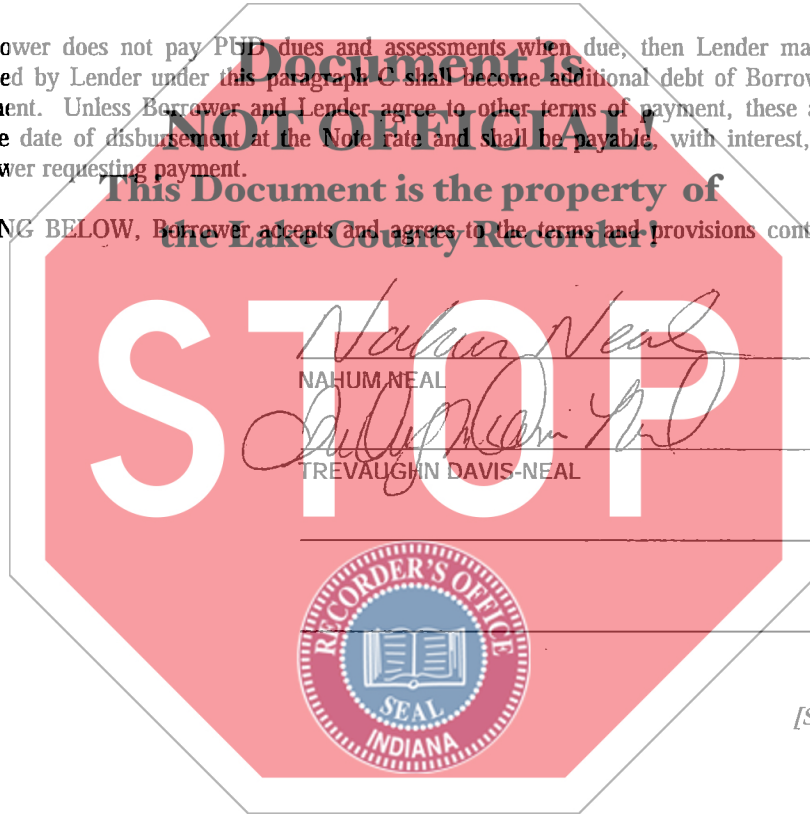 ower does not pay PUD dues and assessments when due, then Lender ma
Document is
ed by Lender under this paragraph C shall become additional debt of Borrow
ent. Unless Borrower and Lender agree to other terms of payment, these a
NOT OFFICIAL!
e date of disbursement at the Note rate and shall be payable, with interest,
wer requesting payment.
This Document is the property of
NG BELOW, Borrower accepts and agrees to the terms and provisions cont
the Lake County Recorder!
STOP
Nahum Neal
NAHUM NEAL
TREVAUGHN DAVIS-NEAL
RECORDER'S OFFICE
SEAL
INDIANA
[S